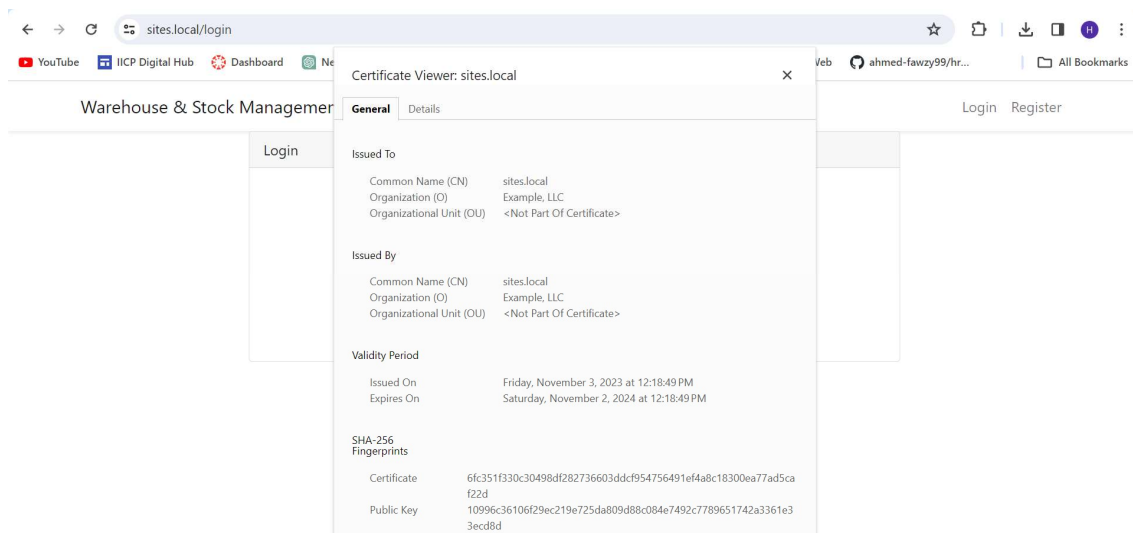 sites.local/login
H
YouTube IICP Digital Hub Dashboard Ne
Veb ahmed-fawzy99/hr... All Bookmarks
Certificate Viewer: sites.local
General Details
Warehouse & Stock Managemer
Login Register
Login
Issued To
Common Name (CN) sites.local
Organization (O) Example, LLC
Organizational Unit (OU) <Not Part Of Certificate>
Issued By
Common Name (CN) sites.local
Organization (O) Example, LLC
Organizational Unit (OU) <Not Part Of Certificate>
Validity Period
Issued On Friday, November 3, 2023 at 12:18:49 PM
Expires On Saturday, November 2, 2024 at 12:18:49 PM
SHA-256
Fingerprints
Certificate 6fc351f330c30498df282736603ddcf954756491ef4a8c18300ea77ad5ca
f22d
Public Key 10996c36106f29ec219e725da809d88c084e7492c7789651742a3361e3
3ecd8d